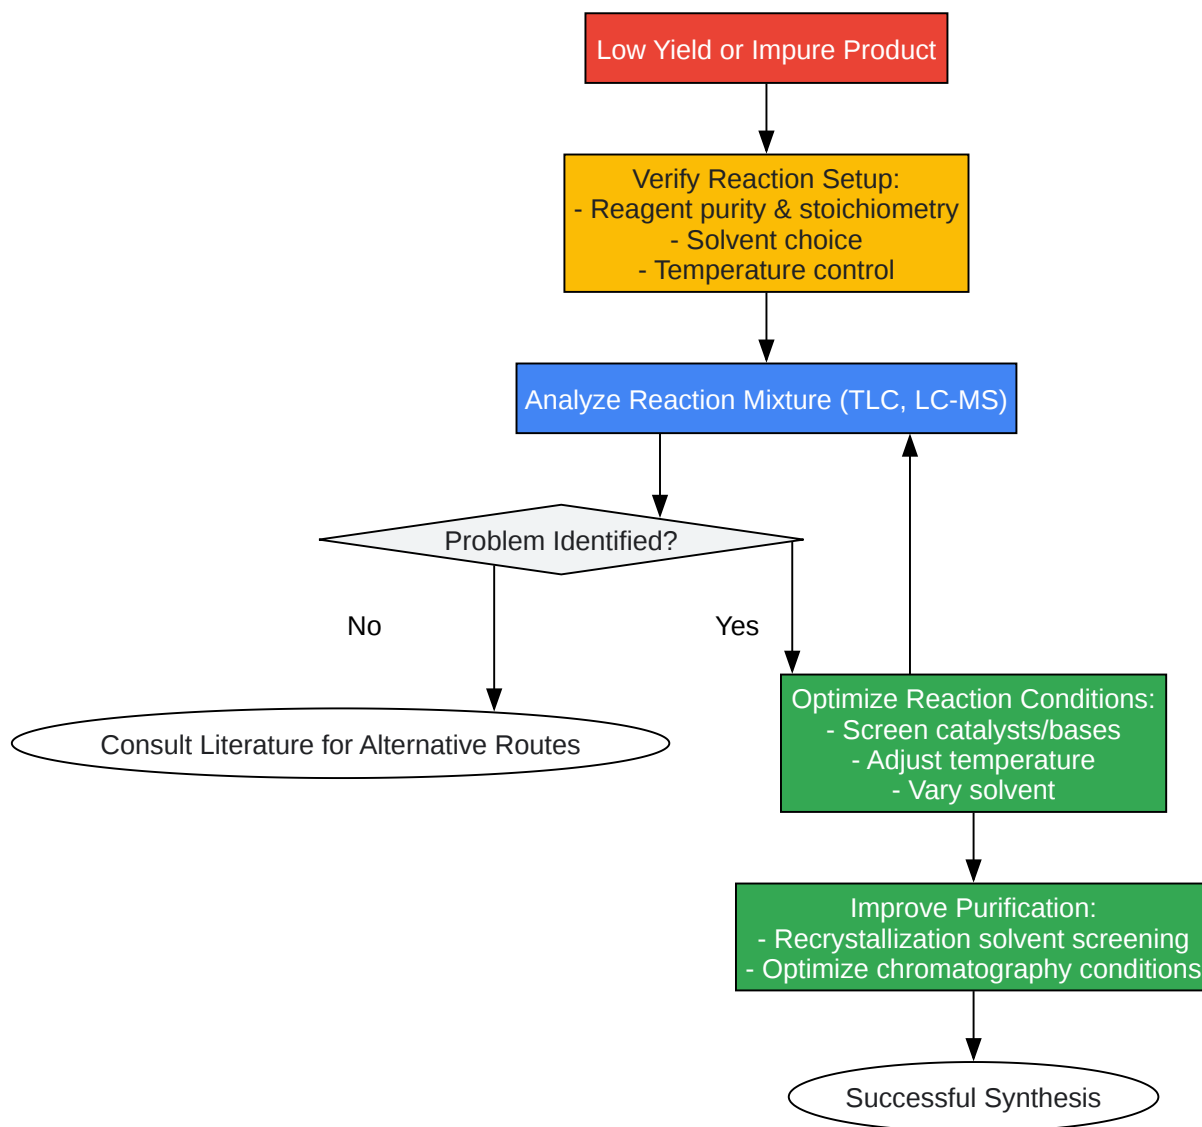 Low Yield or Impure Product
Verify Reaction Setup:
- Reagent purity & stoichiometry
- Solvent choice
- Temperature control
Analyze Reaction Mixture (TLC, LC-MS)
Problem Identified?
No
Yes
Optimize Reaction Conditions:
- Screen catalysts/bases
- Adjust temperature
- Vary solvent
Consult Literature for Alternative Routes
Improve Purification:
- Recrystallization solvent screening
- Optimize chromatography conditions
Successful Synthesis